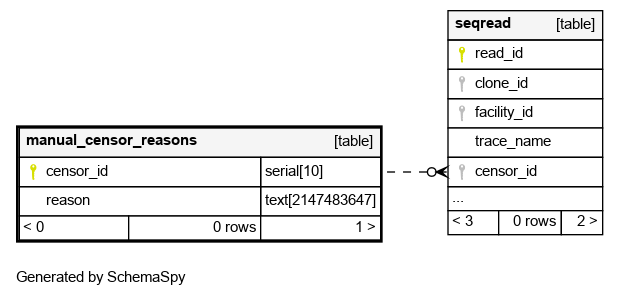 seqread [table]
read_id
clone_id
facility_id
trace_name
censor_id
...
< 3 0 rows 2 >
manual_censor_reasons [table]
censor_id serial[10]
reason text[2147483647]
< 0 0 rows 1 >
Generated by SchemaSpy